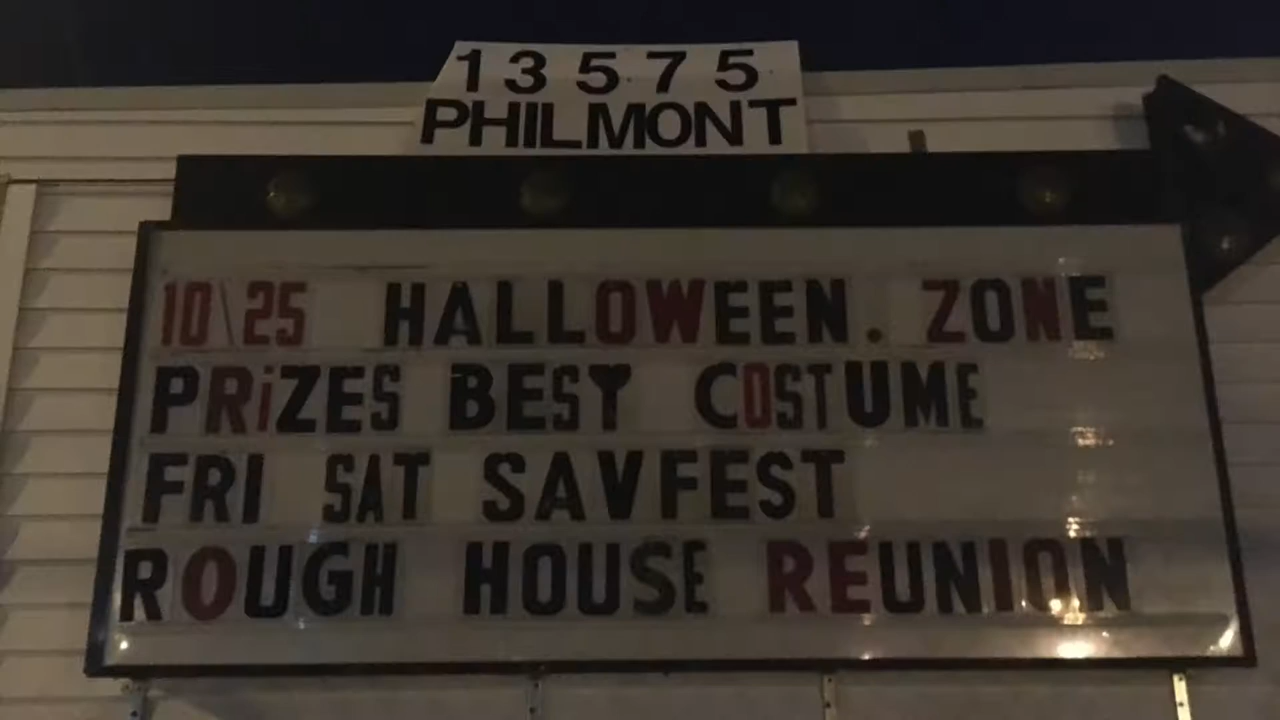 13575
PHILMONT
10\25 HALLOWEEN. ZONE
PRiZES BEST COSTUME
FRI SAT SAVFEST
ROUGH HOUSE REUNION